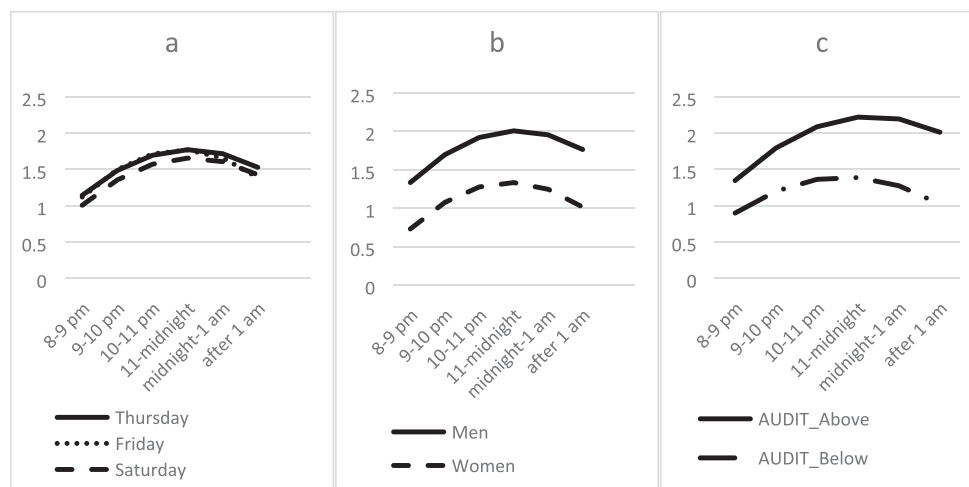 a
2.5
2
1.5
1
0.5
0
8-9 pm
9-10 pm
10-11 pm
11-midnight
midnight-1 am
after 1 am
Thursday
Friday
Saturday
b
2.5
2
1.5
1
0.5
0
8-9 pm
9-10 pm
10-11 pm
11-midnight
midnight-1 am
after 1 am
Men
Women
c
2.5
2
1.5
1
0.5
0
8-9 pm
9-10 pm
10-11 pm
11-midnight
midnight-1 am
after 1 am
AUDIT_Above
AUDIT_Below